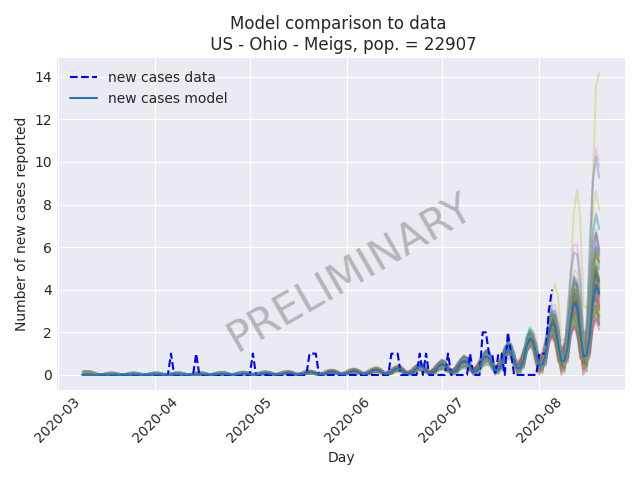 Model comparison to data
US - Ohio - Meigs, pop. = 22907
new cases data
new cases model
PRELIMINARY
Number of new cases reported
14
12
10
8
6
4
2
0
2020-03
2020-04
2020-05
2020-06
2020-07
2020-08
Day